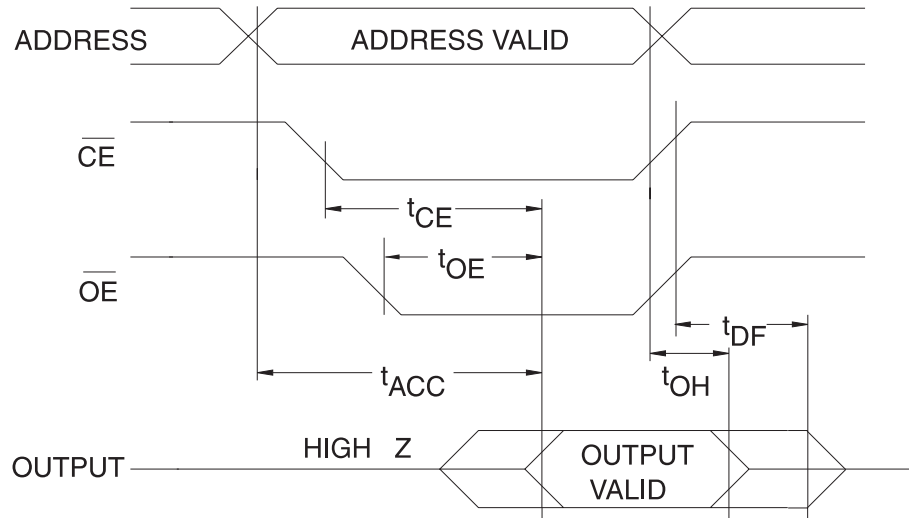 ADDRESS
ADDRESS VALID
CE
tCE
OE
tOE
tDF
tACC
tOH
OUTPUT
HIGH Z
OUTPUT
VALID